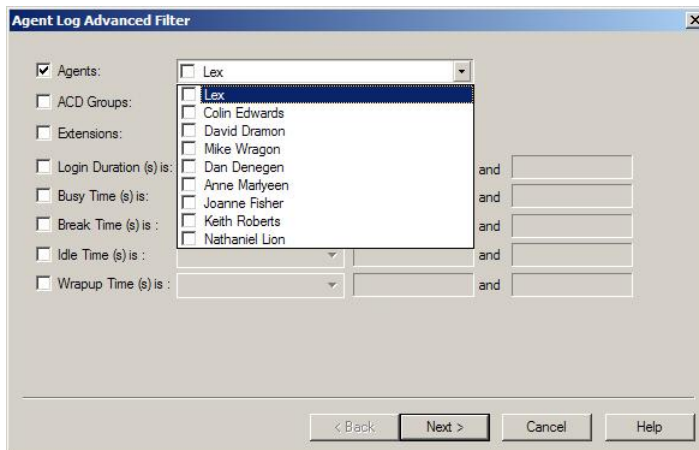 Agent Log Advanced Filter
Agents: Lex
Lex
ACD Groups:
Colin Edwards
David Dramon
Extensions:
Mike Wragon
Login Duration (s) is: Dan Denegen and
Anne Marlyeen
Busy Time (s) is: and
Joanne Fisher
Break Time (s) is : Keith Roberts and
Nathaniel Lion
Idle Time (s) is : and
Wrapup Time (s) is : and
< Back Next > Cancel Help